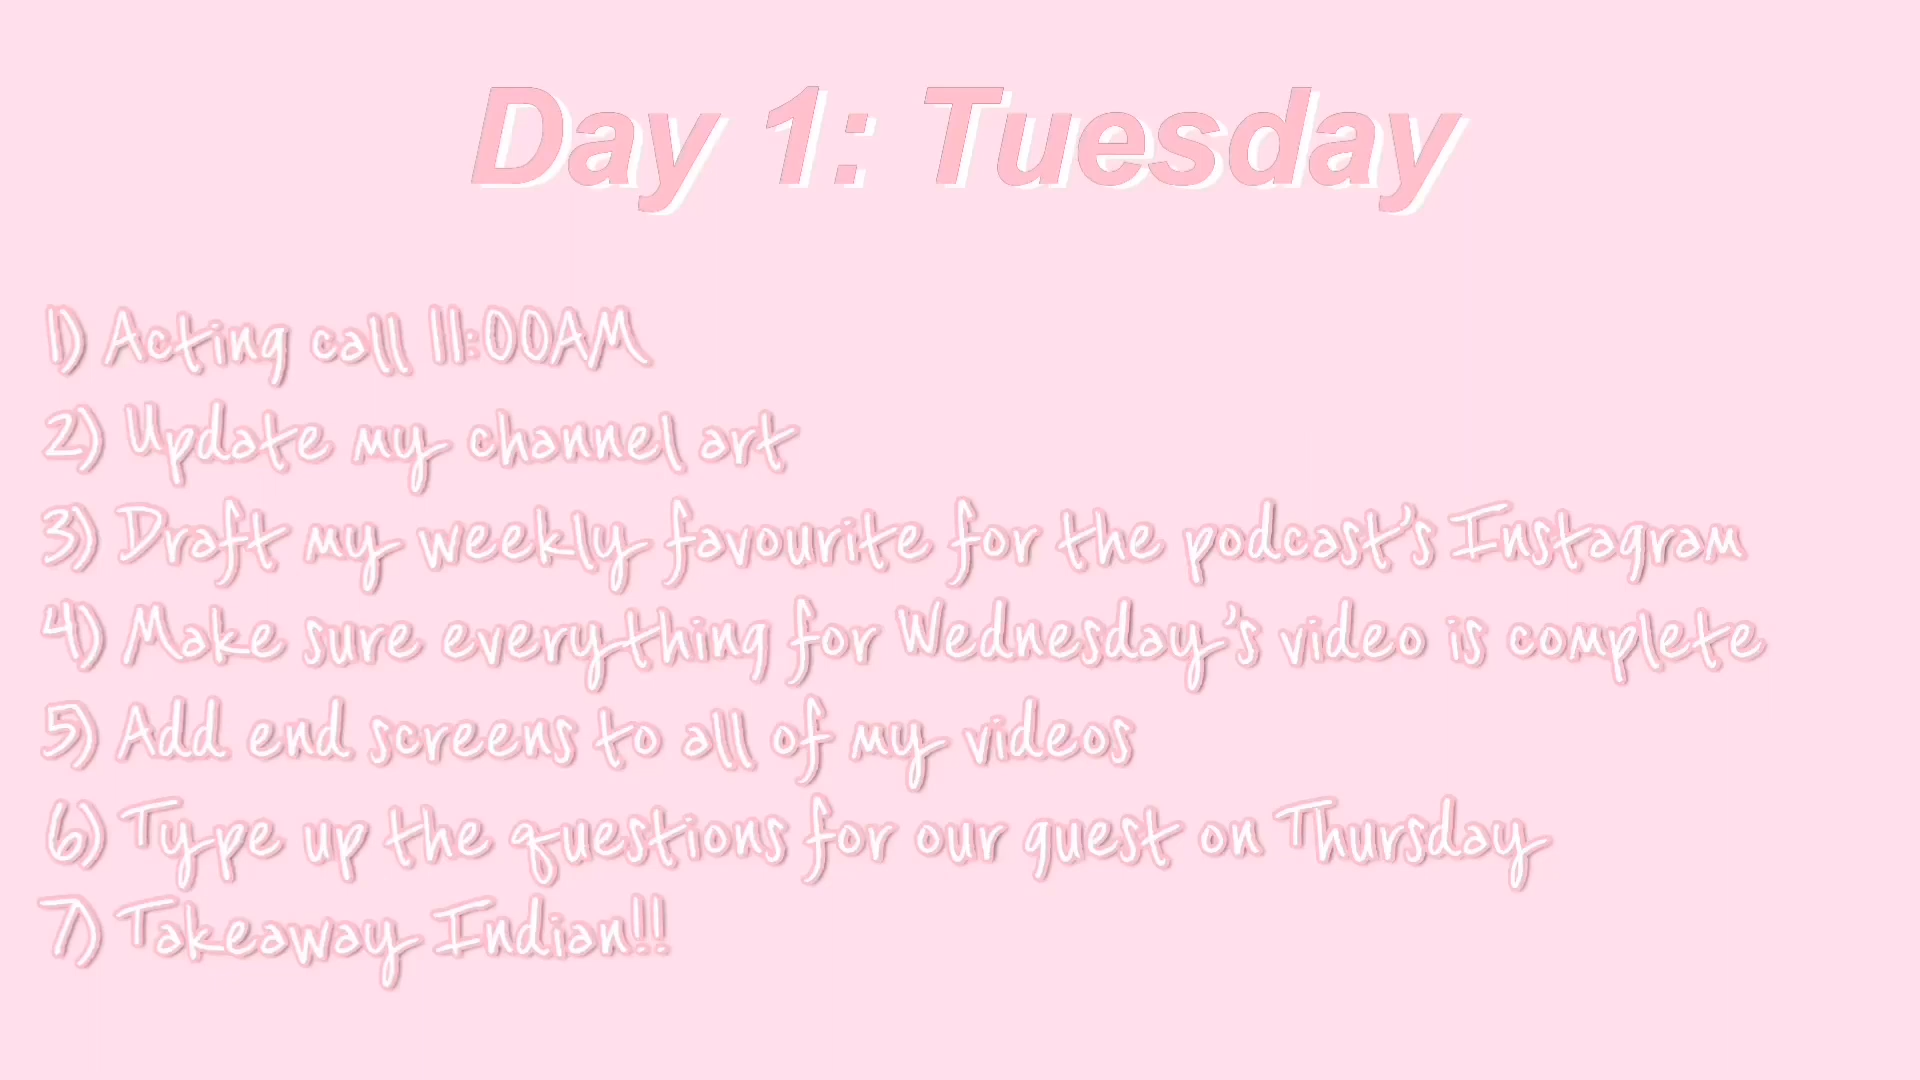 Day 1: Tuesday
1) Acting call 11:00AM
2) Update my channel art
3) Draft my weekly favourite for the podcast's Instagram
4) Make sure everything for Wednesday's video is complete
5) Add end screens to all of my videos
6) Type up the questions for our guest on Thursday
7) Takeaway Indian!!